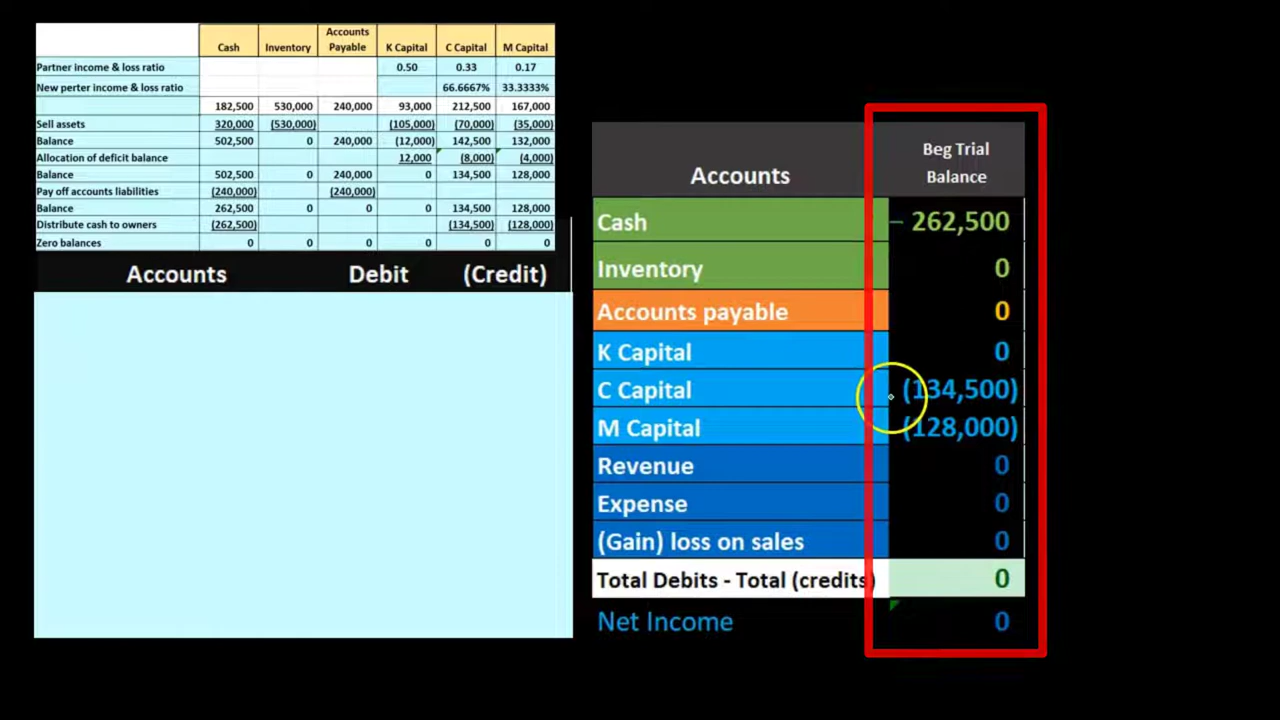 Accounts
Cash Inventory Payable K Capital C Capital M Capital
Partner income & loss ratio 0.50 0.33 0.17
New perter income & loss ratio 66.6667% 33.3333%
182,500 530,000 240,000 93,000 212,500 167,000
Sell assets 320,000 (530,000) (105,000) (70,000) (35,000)
Balance 502,500 0 240,000 (12,000) 142,500 132,000
Allocation of deficit balance 12,000 (8,000) (4,000)
Balance 502,500 0 240,000 0 134,500 128,000
Pay off accounts liabilities (240,000) (240,000)
Balance 262,500 0 0 0 134,500 128,000
Distribute cash to owners (262,500) (134,500) (128,000)
Zero balances 0 0 0 0 0 0
Accounts Debit (Credit)
Beg Trial
Accounts Balance
Cash 262,500
Inventory 0
Accounts payable 0
K Capital 0
C Capital (134,500)
M Capital (128,000)
Revenue 0
Expense 0
(Gain) loss on sales 0
Total Debits - Total (credits) 0
Net Income 0